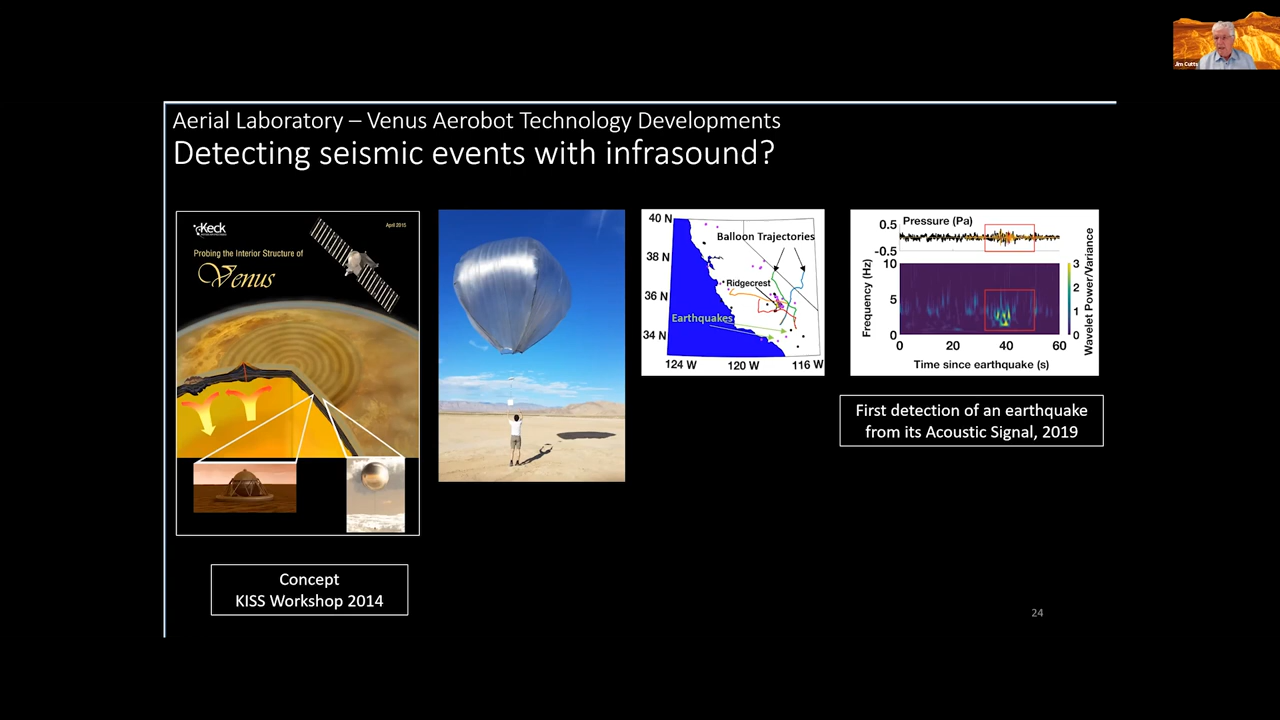 Jim Cutts
Aerial Laboratory – Venus Aerobot Technology Developments
Detecting seismic events with infrasound?
Keck
April 2015
Probing the Interior Structure of
Venus
Concept
KISS Workshop 2014
40 N
38 N
36 N
34 N
124 W
120 W
116 W
Balloon Trajectories
Ridgecrest
Earthquakes
Pressure (Pa)
0.5
-0.5
10
5
0
Frequency (Hz)
0
20
40
60
Time since earthquake (s)
3
2
1
0
Wavelet Power/Variance
First detection of an earthquake
from its Acoustic Signal, 2019
24